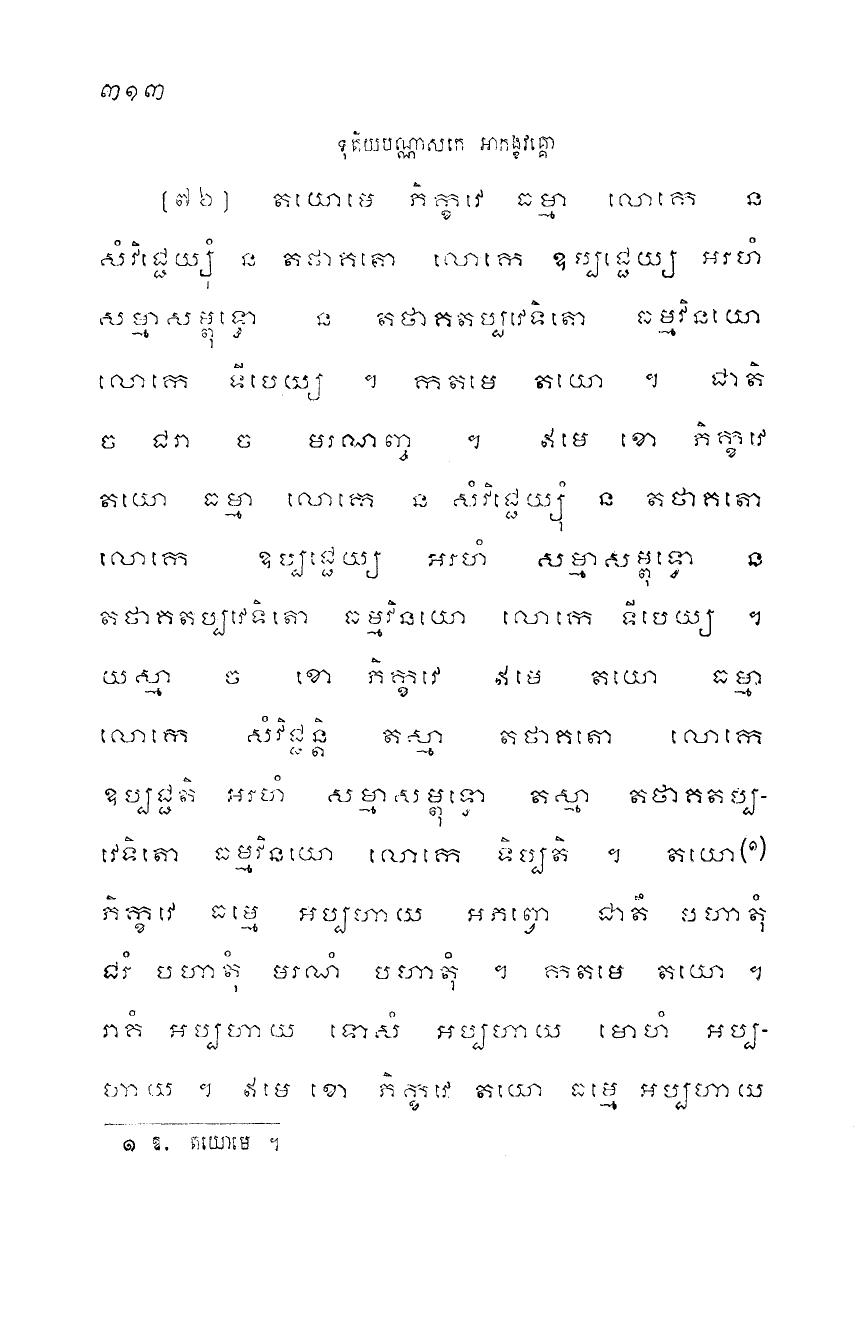 ៣១៣
ទុតិយបណ្ណាសកេ អាកង្ខវគ្គោ
[៧៦] តយោមេ ភិក្ខវេ ធម្មា លោកេ ន
សំវិជ្ជេយ្យុំ ន តថាគតោ លោកេ ឧប្បជ្ជេយ្យ អរហំ
សម្មាសម្ពុទ្ធោ ន តថាគតប្បវេទិតោ ធម្មវិនយោ
លោកេ ទីបេយ្យ ។ កតមេ តយោ ។ ជាតិ
ច ជរា ច មរណញ្ច ។ ឥមេ ខោ ភិក្ខវេ
តយោ ធម្មា លោកេ ន សំវិជ្ជេយ្យុំ ន តថាគតោ
លោកេ ឧប្បជ្ជេយ្យ អរហំ សម្មាសម្ពុទ្ធោ ន
តថាគតប្បវេទិតោ ធម្មវិនយោ លោកេ ទីបេយ្យ ។
យស្មា ច ខោ ភិក្ខវេ ឥមេ តយោ ធម្មា
លោកេ សំវិជ្ជន្តិ តស្មា តថាគតោ លោកេ
ឧប្បជ្ជតិ អរហំ សម្មាសម្ពុទ្ធោ តស្មា តថាគតប្ប-
វេទិតោ ធម្មវិនយោ លោកេ ទិប្បតិ ។ តយោ(១)
ភិក្ខវេ ធម្មេ អប្បហាយ អភព្វោ ជាតឹ បហាតុំ
ជរំ បហាតុំ មរណំ បហាតុំ ។ កតមេ តយោ ។
រាគំ អប្បហាយ ទោសំ អប្បហាយ មោហំ អប្ប-
ហាយ ។ ឥមេ ខោ ភិក្ខវេ តយោ ធម្មេ អប្បហាយ
១ ឱ. តយោមេ ។